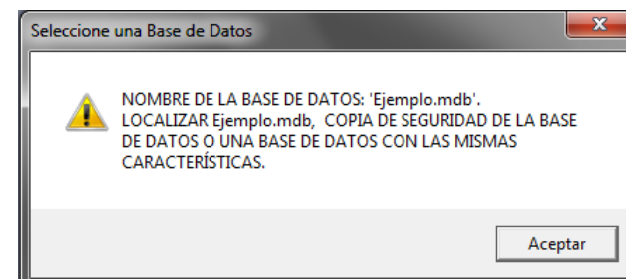 Seleccione una Base de Datos
NOMBRE DE LA BASE DE DATOS: 'Ejemplo.mdb'.
LOCALIZAR Ejemplo.mdb,  COPIA DE SEGURIDAD DE LA BASE
DE DATOS O UNA BASE DE DATOS CON LAS MISMAS
CARACTERÍSTICAS.
Aceptar